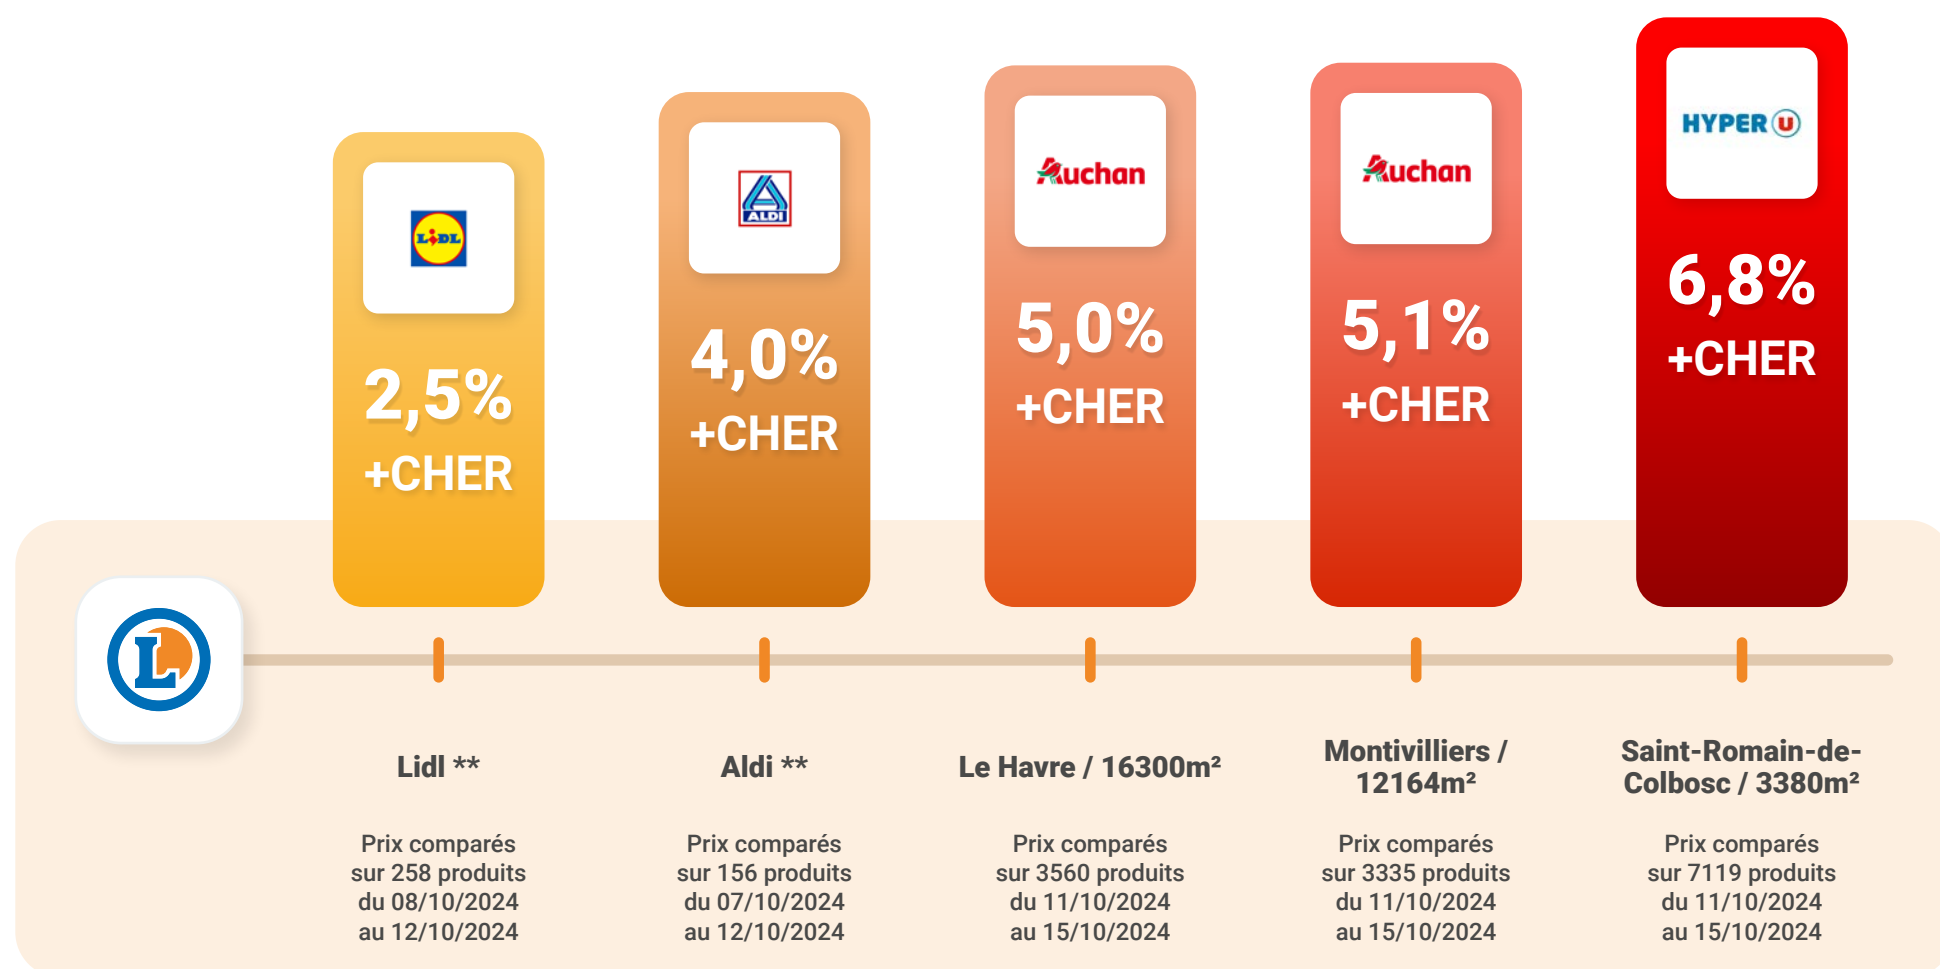 LIDL
2,5%
+CHER
ALDI
4,0%
+CHER
Auchan
5,0%
+CHER
Auchan
5,1%
+CHER
HYPER U
6,8%
+CHER
L
Lidl **
Prix comparés
sur 258 produits
du 08/10/2024
au 12/10/2024
Aldi **
Prix comparés
sur 156 produits
du 07/10/2024
au 12/10/2024
Le Havre / 16300m²
Prix comparés
sur 3560 produits
du 11/10/2024
au 15/10/2024
Montivilliers /
12164m²
Prix comparés
sur 3335 produits
du 11/10/2024
au 15/10/2024
Saint-Romain-de-
Colbosc / 3380m²
Prix comparés
sur 7119 produits
du 11/10/2024
au 15/10/2024